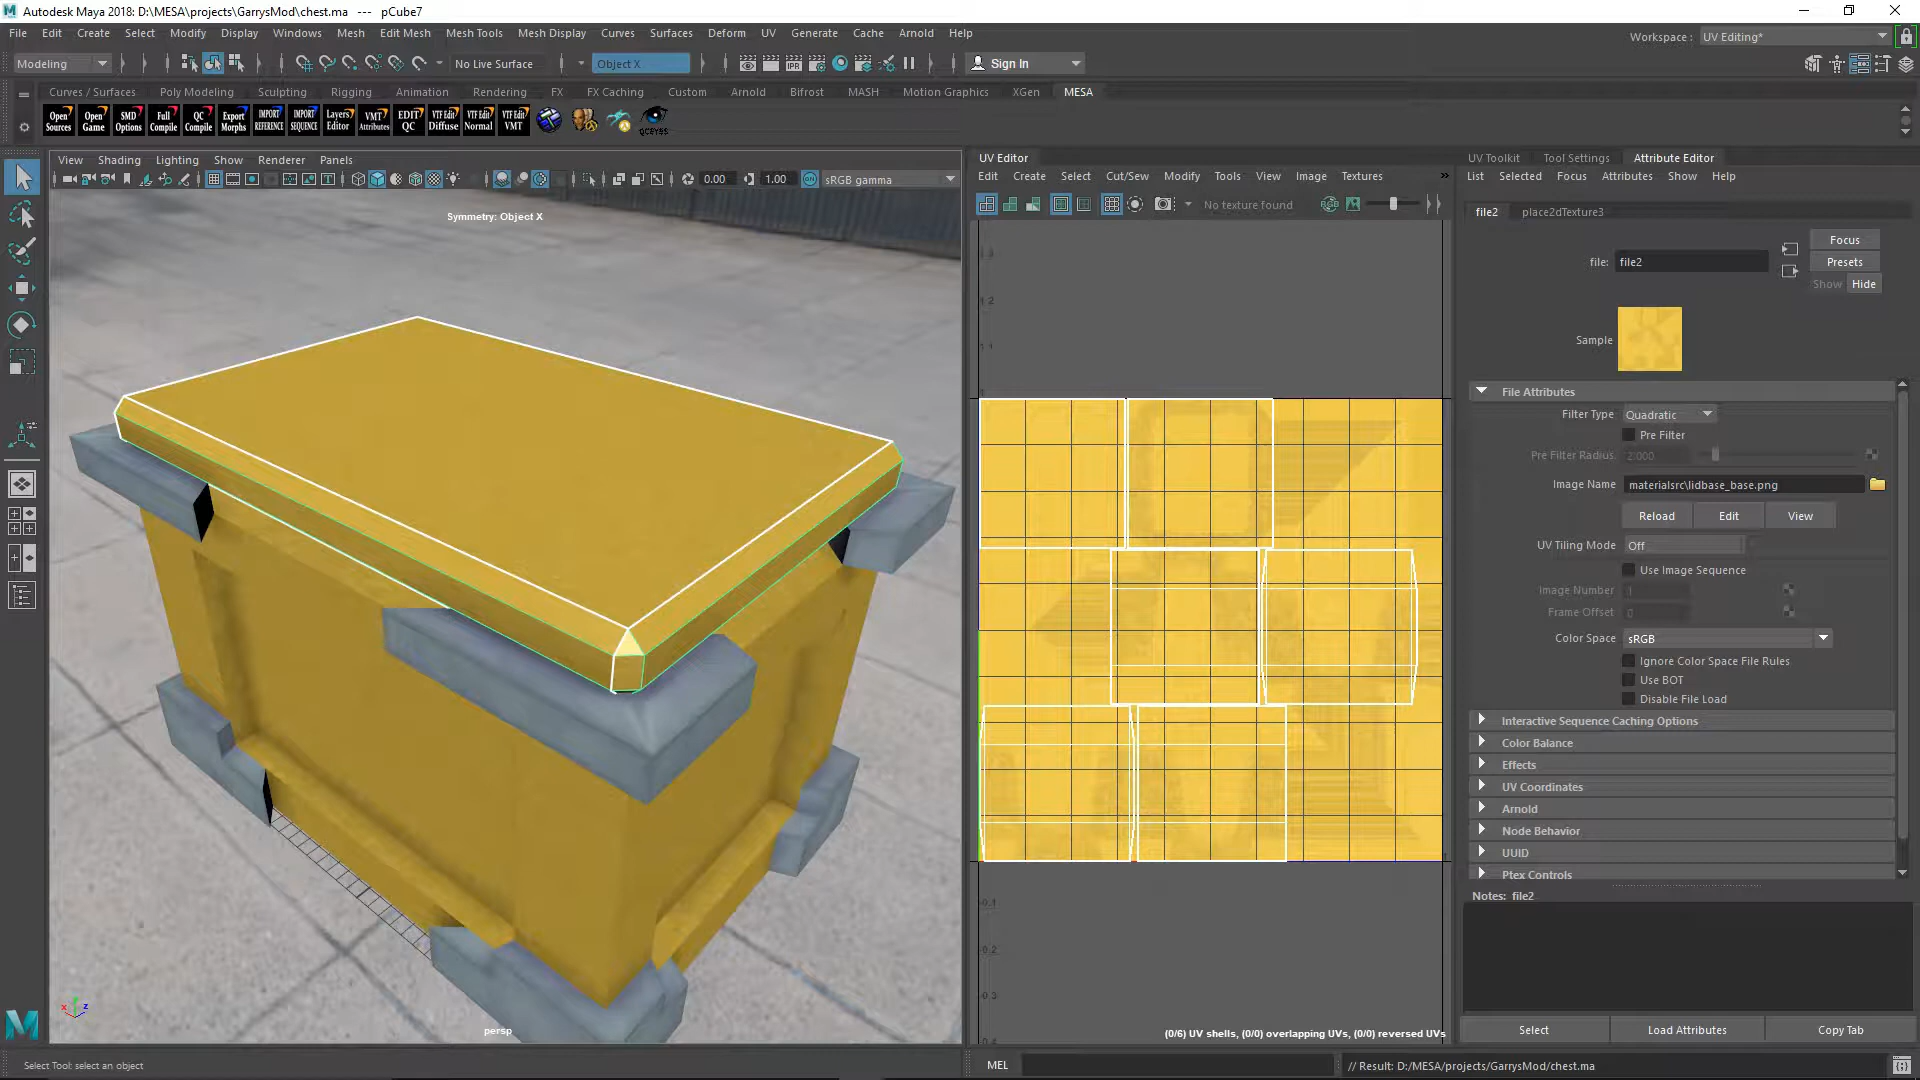 Autodesk Maya 2018: D:\MESA\projects\GarrysMod\chest.ma --- pCube7
File Edit Create Select Modify Display Windows Mesh Edit Mesh Mesh Tools Mesh Display Curves Surfaces Deform UV Generate Cache Arnold Help
Workspace : UV Editing*
Modeling No Live Surface Object X Sign In
Curves / Surfaces Poly Modeling Sculpting Rigging Animation Rendering FX FX Caching Custom Arnold Bifrost MASH Motion Graphics XGen MESA
Open Sources Open Game SMD Options Full Compile QC Compile Export Morphs IMPORT REFERENCE IMPORT SEQUENCE Layers Editor VMT Attributes EDIT QC VTF Edit Diffuse VTF Edit Normal VTF Edit VMT QCEYES
View Shading Lighting Show Renderer Panels
0.00 1.00 sRGB gamma
Symmetry: Object X
persp
UV Editor
Edit Create Select Cut/Sew Modify Tools View Image Textures
No texture found
(0/6) UV shells, (0/0) overlapping UVs, (0/0) reversed UVs
UV Toolkit Tool Settings Attribute Editor
List Selected Focus Attributes Show Help
file2 place2dTexture3
file: file2
Focus
Presets
Show Hide
Sample
File Attributes
Filter Type Quadratic
Pre Filter
Pre Filter Radius 2.000
Image Name materialsrc\lidbase_base.png
Reload Edit View
UV Tiling Mode Off
Use Image Sequence
Image Number 1
Frame Offset 0
Color Space sRGB
Ignore Color Space File Rules
Use BOT
Disable File Load
Interactive Sequence Caching Options
Color Balance
Effects
UV Coordinates
Arnold
Node Behavior
UUID
Ptex Controls
Notes: file2
Select Load Attributes Copy Tab
Select Tool: select an object
MEL
// Result: D:/MESA/projects/GarrysMod/chest.ma